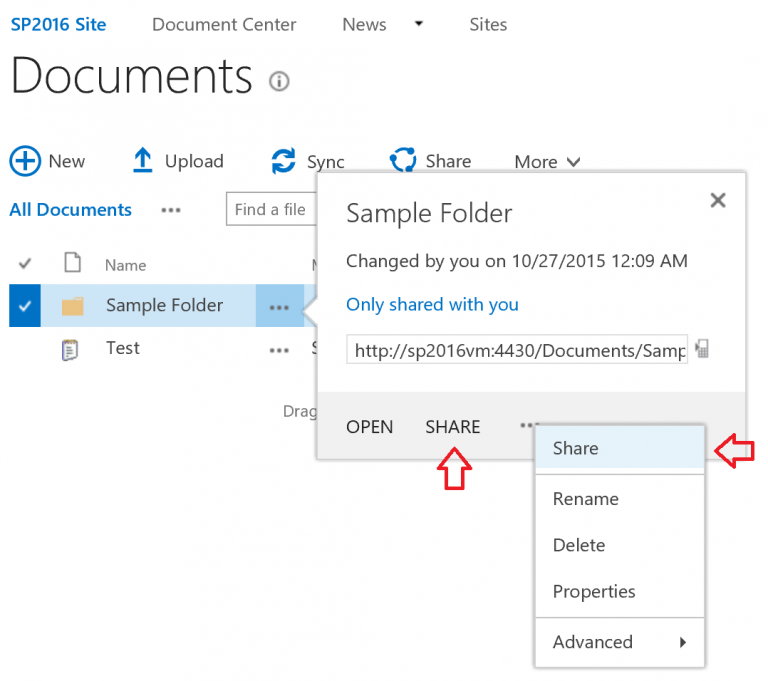 SP2016 Site Document Center News Sites
Documents
New Upload Sync Share More
All Documents ... Find a file
Name
Sample Folder ...
Test ...
Drag
Sample Folder
Changed by you on 10/27/2015 12:09 AM
Only shared with you
http://sp2016vm:4430/Documents/Samp
OPEN SHARE ...
Share
Rename
Delete
Properties
Advanced